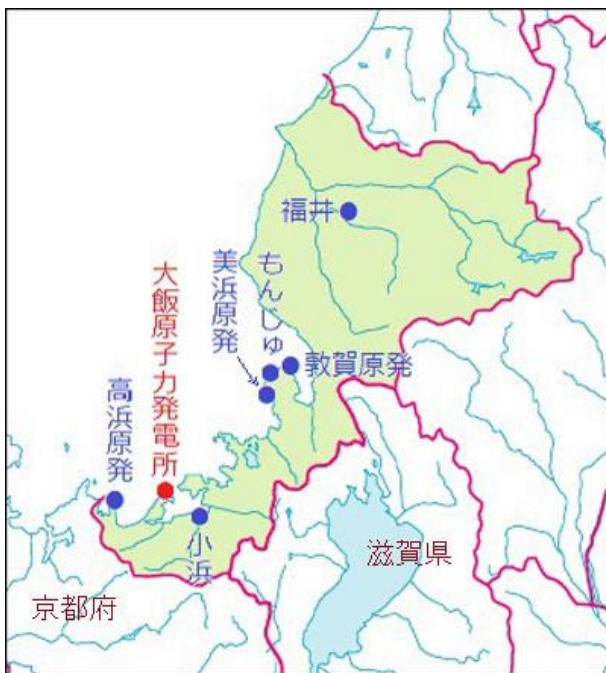 福井
もんじゅ
美浜原発
大飯原子力発電所
敦賀原発
高浜原発
小浜
滋賀県
京都府